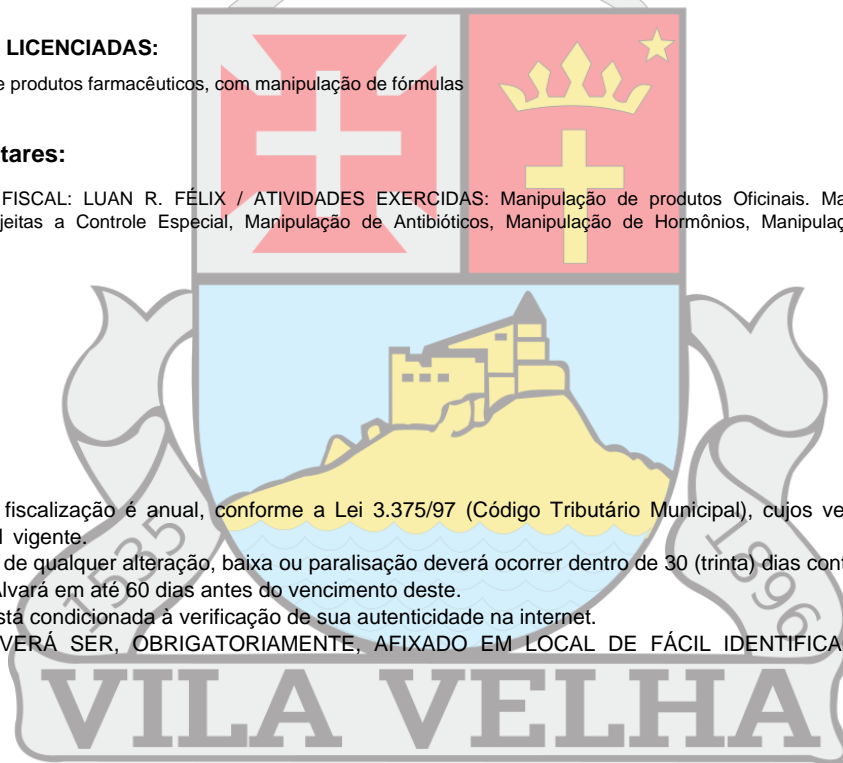 LICENCIADAS:
e produtos farmacêuticos, com manipulação de fórmulas
tares:
FISCAL: LUAN R. FÉLIX / ATIVIDADES EXERCIDAS: Manipulação de produtos Oficinais. Ma
jeitas a Controle Especial, Manipulação de Antibióticos, Manipulação de Hormônios, Manipulaç
fiscalização é anual, conforme a Lei 3.375/97 (Código Tributário Municipal), cujos ve
l vigente.
de qualquer alteração, baixa ou paralisação deverá ocorrer dentro de 30 (trinta) dias cont
Alvará em até 60 dias antes do vencimento deste.
stá condicionada à verificação de sua autenticidade na internet.
VERÁ SER, OBRIGATORIAMENTE, AFIXADO EM LOCAL DE FÁCIL IDENTIFICA
1535
1896
VILA VELHA